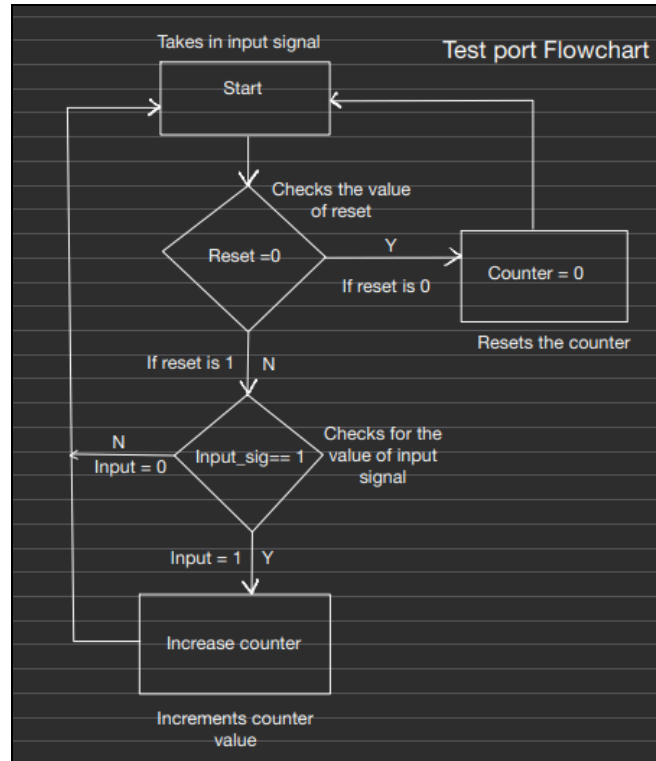 Test port Flowchart
Takes in input signal
Start
Checks the value
of reset
Reset =0
Y
If reset is 0
Counter = 0
Resets the counter
If reset is 1
N
Input_sig== 1
Checks for the
value of input
signal
N
Input = 0
Input = 1
Y
Increase counter
Increments counter
value